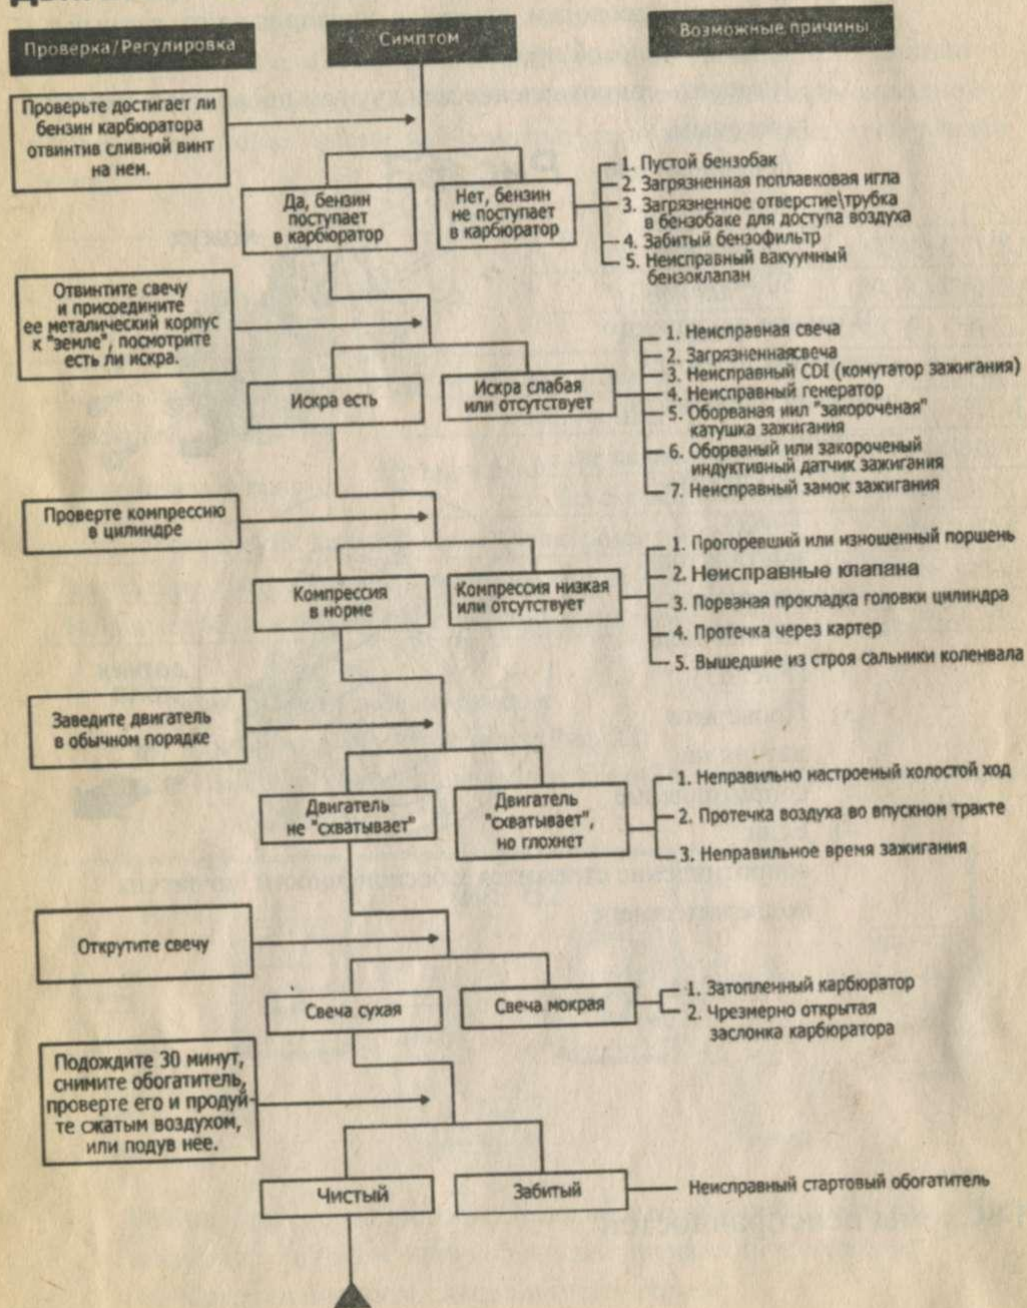 Проверка/Регулировка
Симптом
Возможные причины
Проверьте достигает ли
бензин карбюратора
отвинтив сливной винт
на нем.
Да, бензин
поступает
в карбюратор
Нет, бензин
не поступает
в карбюратор
1. Пустой бензобак
2. Загрязненная поплавковая игла
3. Загрязненное отверстие\трубка
в бензобаке для доступа воздуха
4. Забитый бензофильтр
5. Неисправный вакуумный
бензоклапан
Отвинтите свечу
и присоедините
ее металический корпус
к "земле", посмотрите
есть ли искра.
Искра есть
Искра слабая
или отсутствует
1. Неисправная свеча
2. Загрязненнаясвеча
3. Неисправный CDI (комутатор зажигания)
4. Неисправный генератор
5. Оборваная иил "закороченая"
катушка зажигания
6. Оборваный или закороченый
индуктивный датчик зажигания
7. Неисправный замок зажигания
Проверте компрессию
в цилиндре
Компрессия
в норме
Компрессия низкая
или отсутствует
1. Прогоревший или изношенный поршень
2. Неисправные клапана
3. Порваная прокладка головки цилиндра
4. Протечка через картер
5. Вышедшие из строя сальники коленвала
Заведите двигатель
в обычном порядке
Двигатель
не "схватывает"
Двигатель
"схватывает",
но глохнет
1. Неправильно настроеный холостой ход
2. Протечка воздуха во впускном тракте
3. Неправильное время зажигания
Открутите свечу
Свеча сухая
Свеча мокрая
1. Затопленный карбюратор
2. Чрезмерно открытая
заслонка карбюратора
Подождите 30 минут,
снимите обогатитель,
проверте его и продуй-
те сжатым воздухом,
или подув нее.
Чистый
Забитый
Неисправный стартовый обогатитель